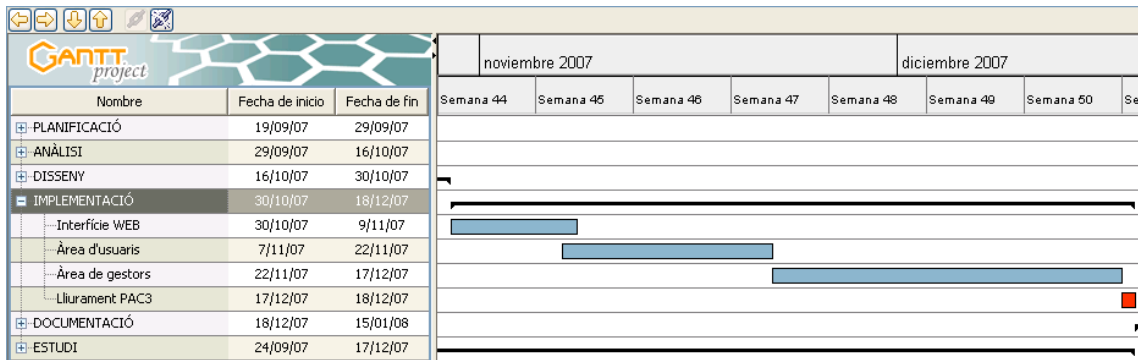 GANTT
project
noviembre 2007 diciembre 2007
Nombre Fecha de inicio Fecha de fin Semana 44 Semana 45 Semana 46 Semana 47 Semana 48 Semana 49 Semana 50 Se
PLANIFICACIÓ 19/09/07 29/09/07
ANÀLISI 29/09/07 16/10/07
DISSENY 16/10/07 30/10/07
IMPLEMENTACIÓ 30/10/07 18/12/07
Interfície WEB 30/10/07 9/11/07
Àrea d'usuaris 7/11/07 22/11/07
Àrea de gestors 22/11/07 17/12/07
Lliurament PAC3 17/12/07 18/12/07
DOCUMENTACIÓ 18/12/07 15/01/08
ESTUDI 24/09/07 17/12/07